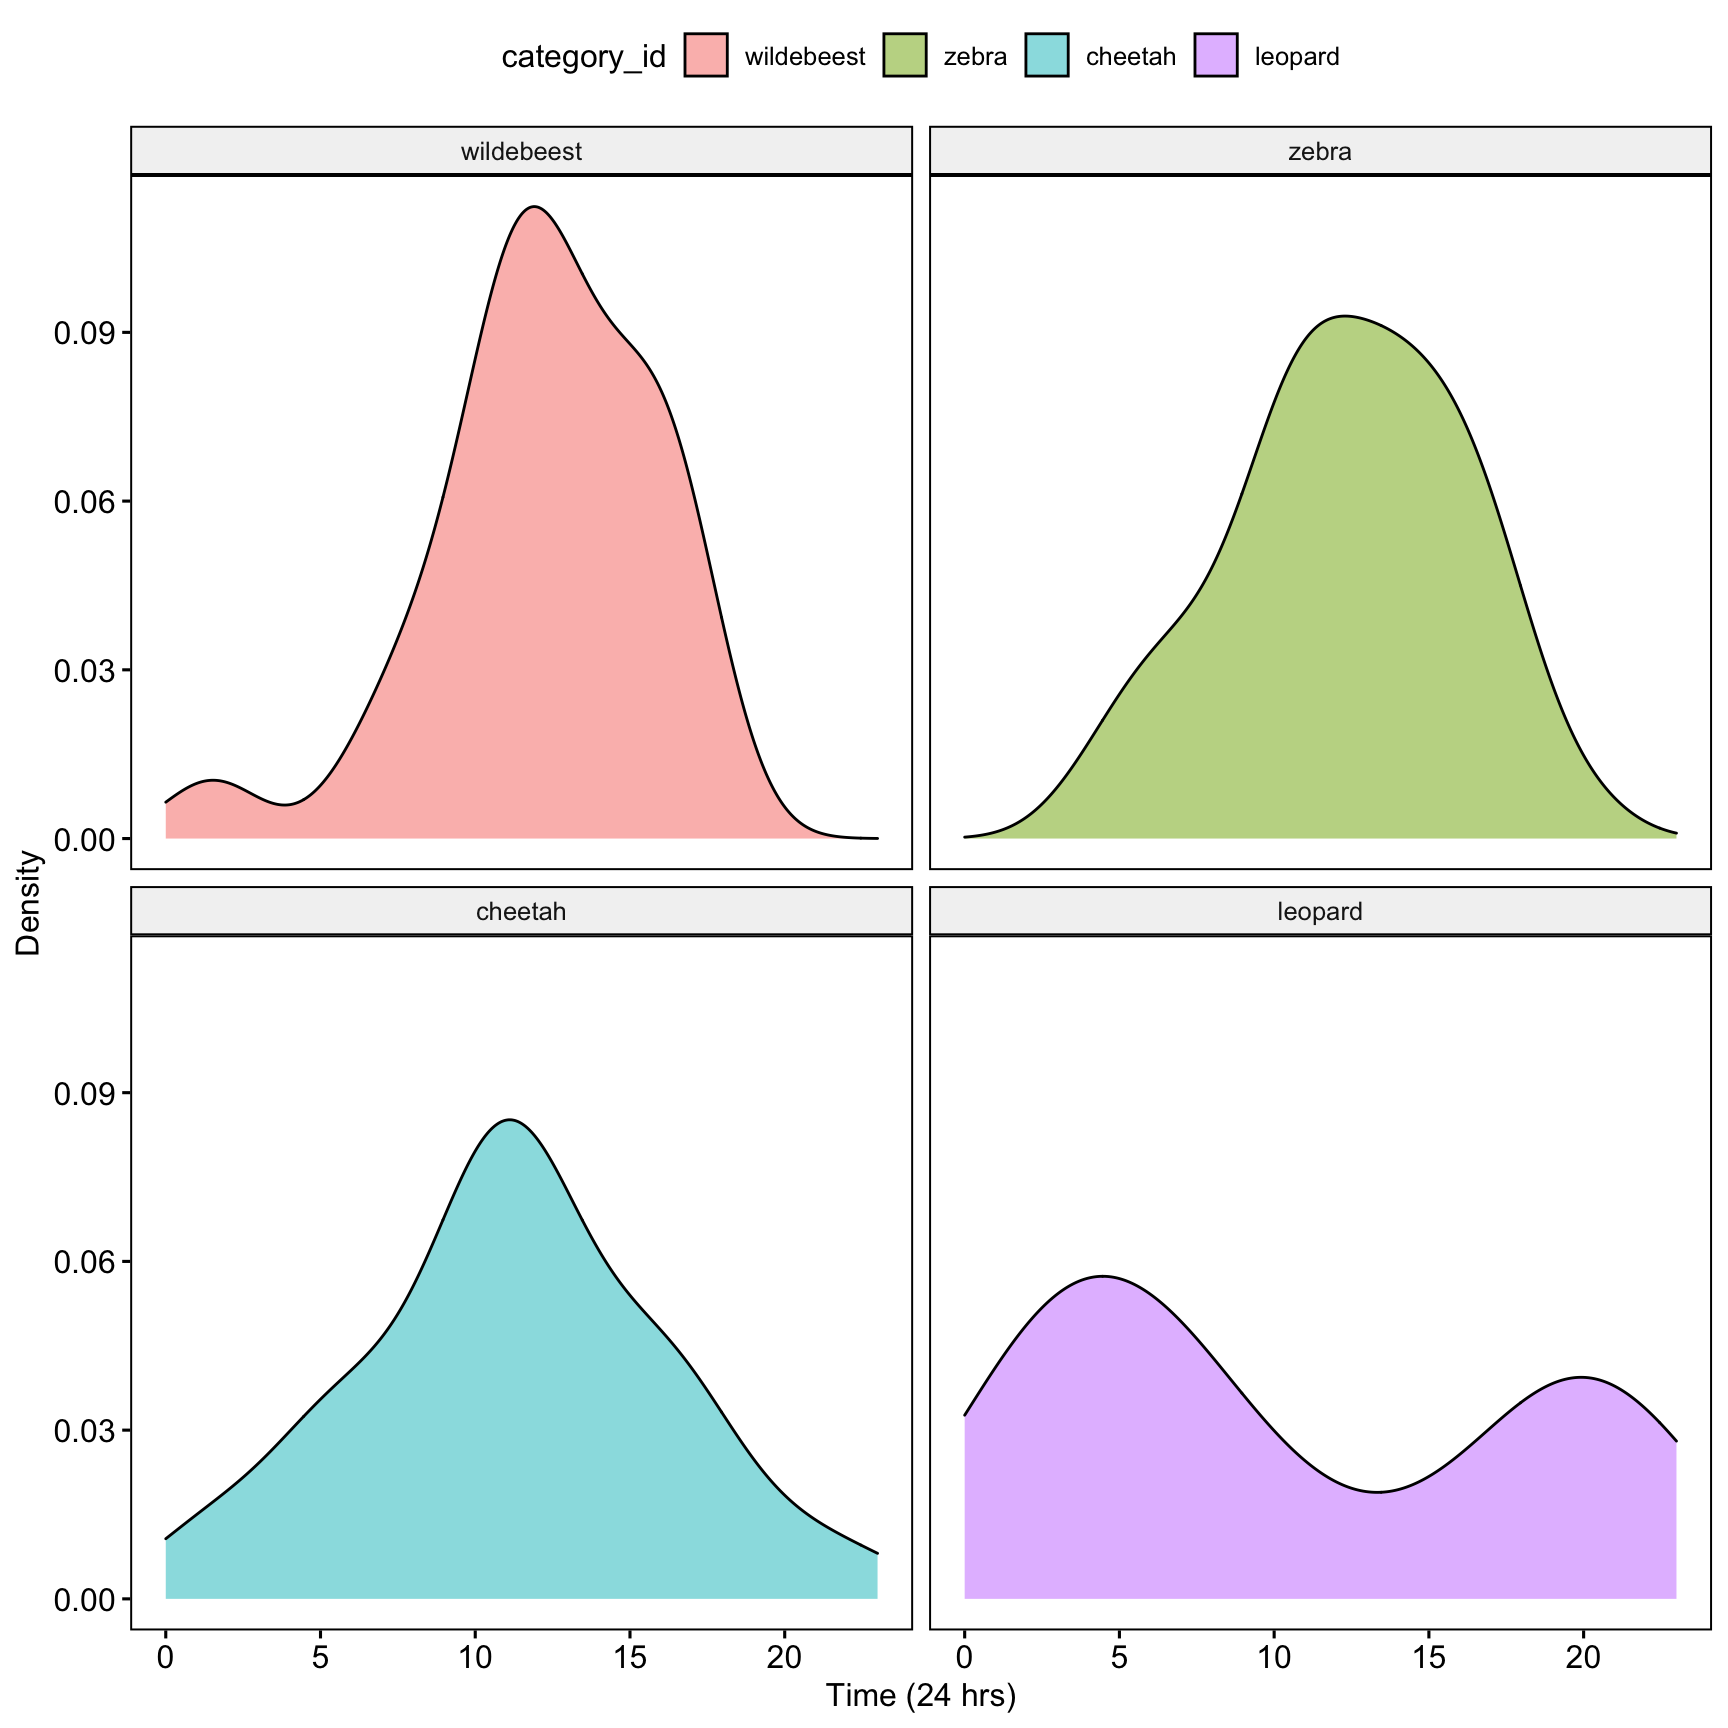 category_id wildebeest zebra cheetah leopard
wildebeest zebra
0.09
0.06
0.03
0.00
Density
cheetah leopard
0.09
0.06
0.03
0.00
0 5 10 15 20 0 5 10 15 20
Time (24 hrs)